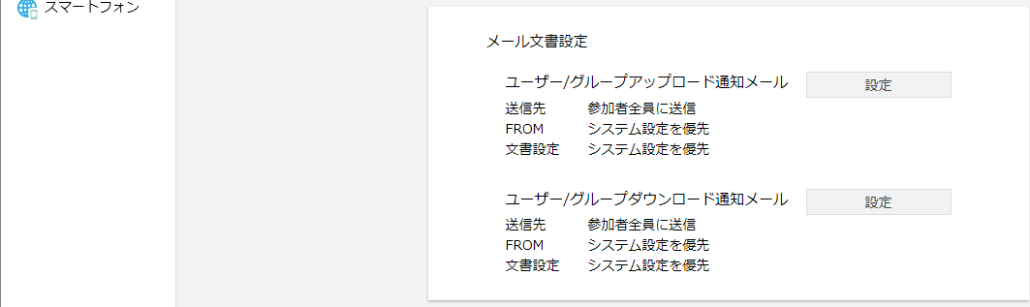 スマートフォン
メール文書設定
ユーザー/グループアップロード通知メール 設定
送信先 参加者全員に送信
FROM システム設定を優先
文書設定 システム設定を優先
ユーザー/グループダウンロード通知メール 設定
送信先 参加者全員に送信
FROM システム設定を優先
文書設定 システム設定を優先